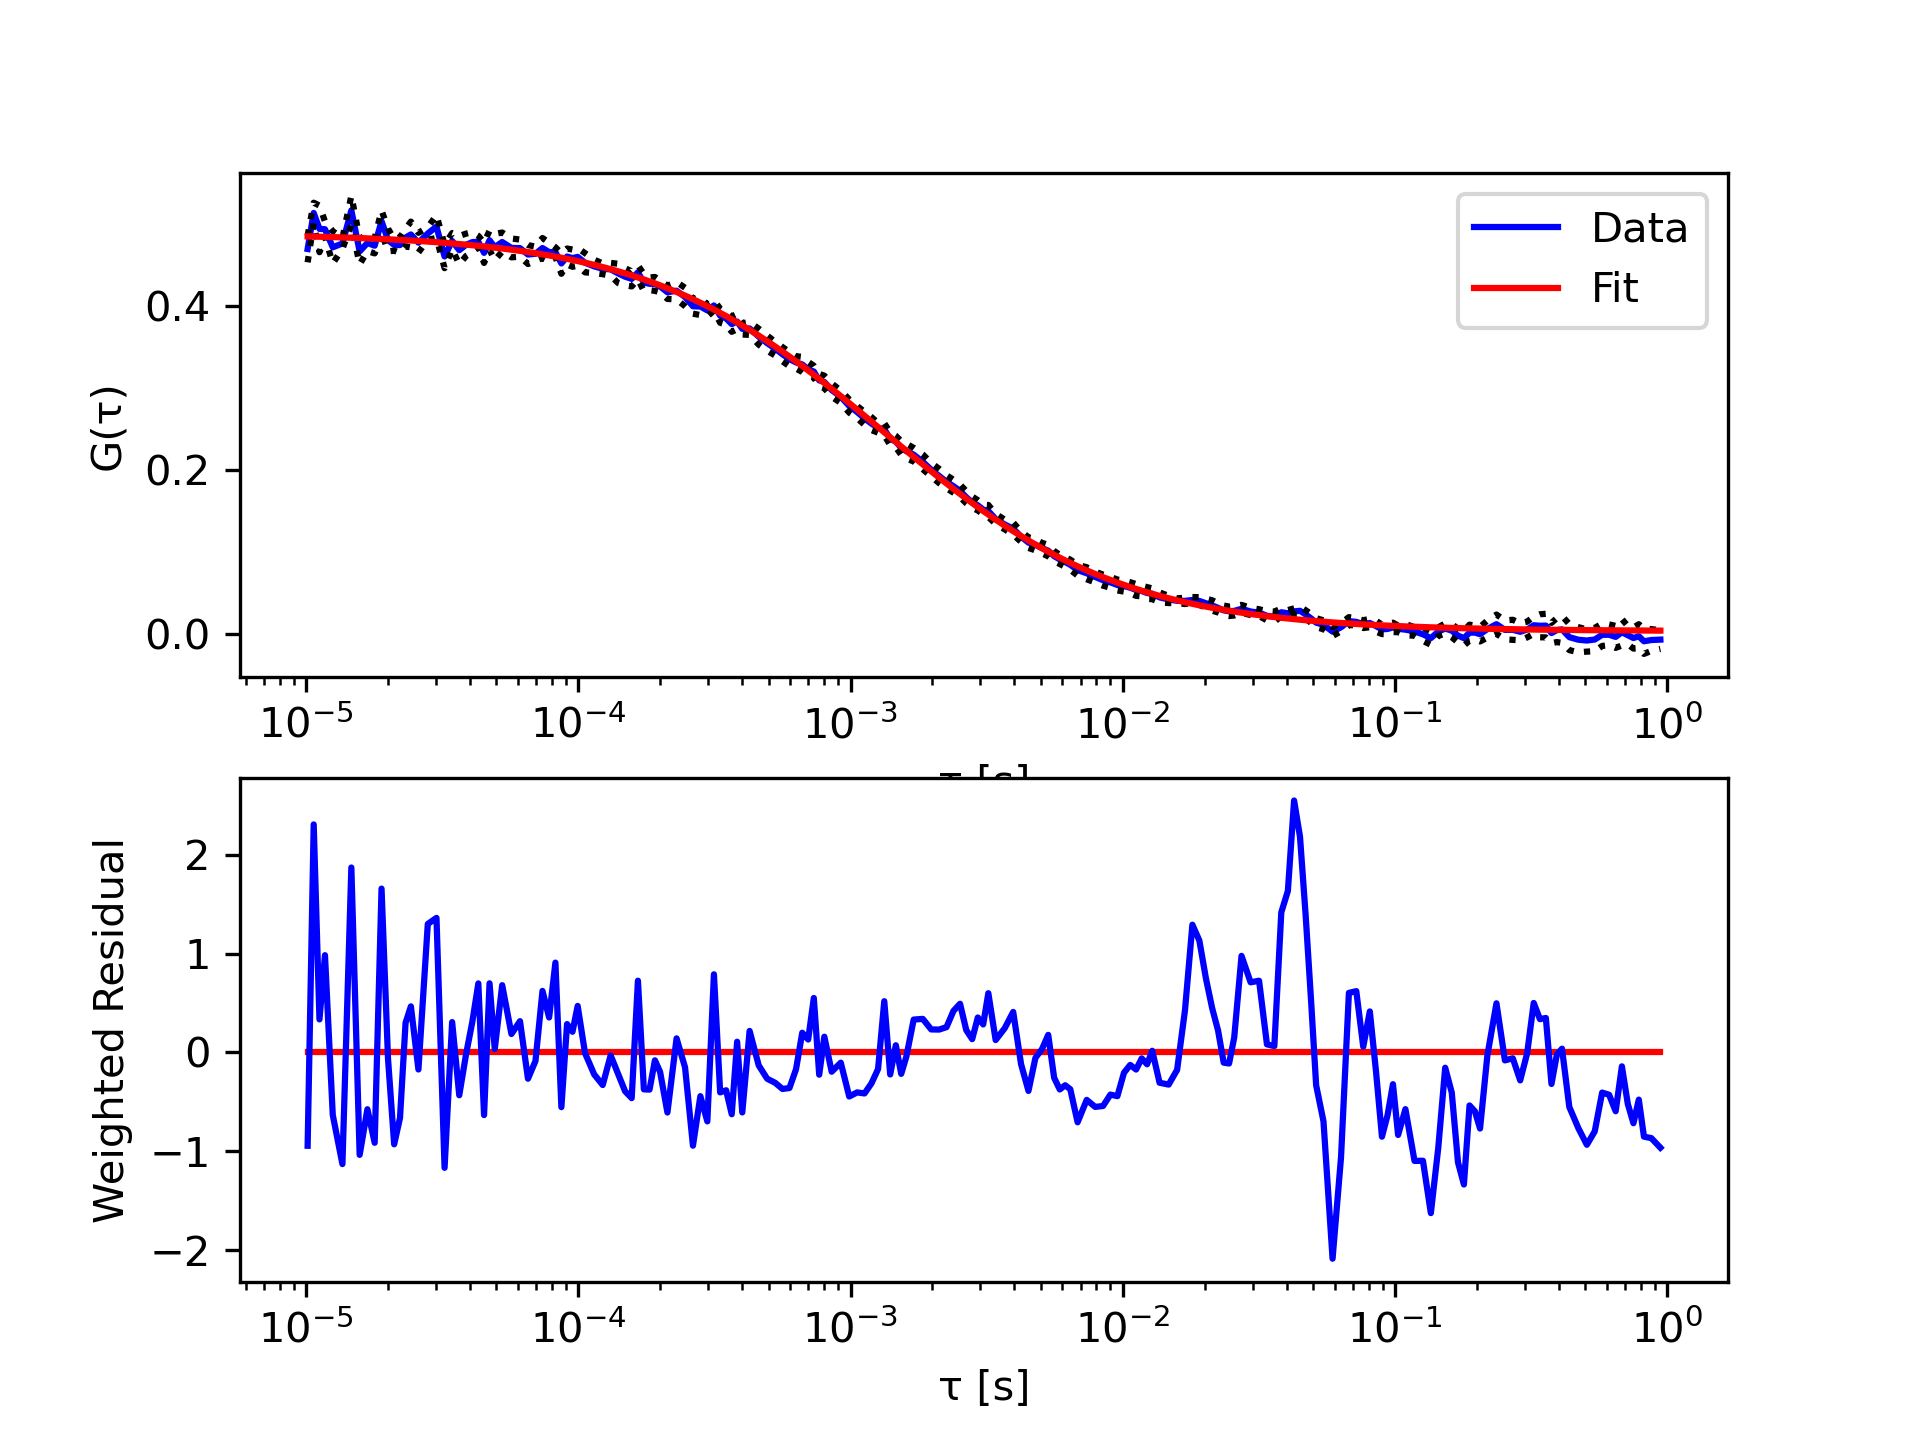 Data
Fit
G(τ)
0.4
0.2
0.0
10⁻⁵ 10⁻⁴ 10⁻³ 10⁻² 10⁻¹ 10⁰
τ [s]
Weighted Residual
2
1
0
−1
−2
10⁻⁵ 10⁻⁴ 10⁻³ 10⁻² 10⁻¹ 10⁰
τ [s]